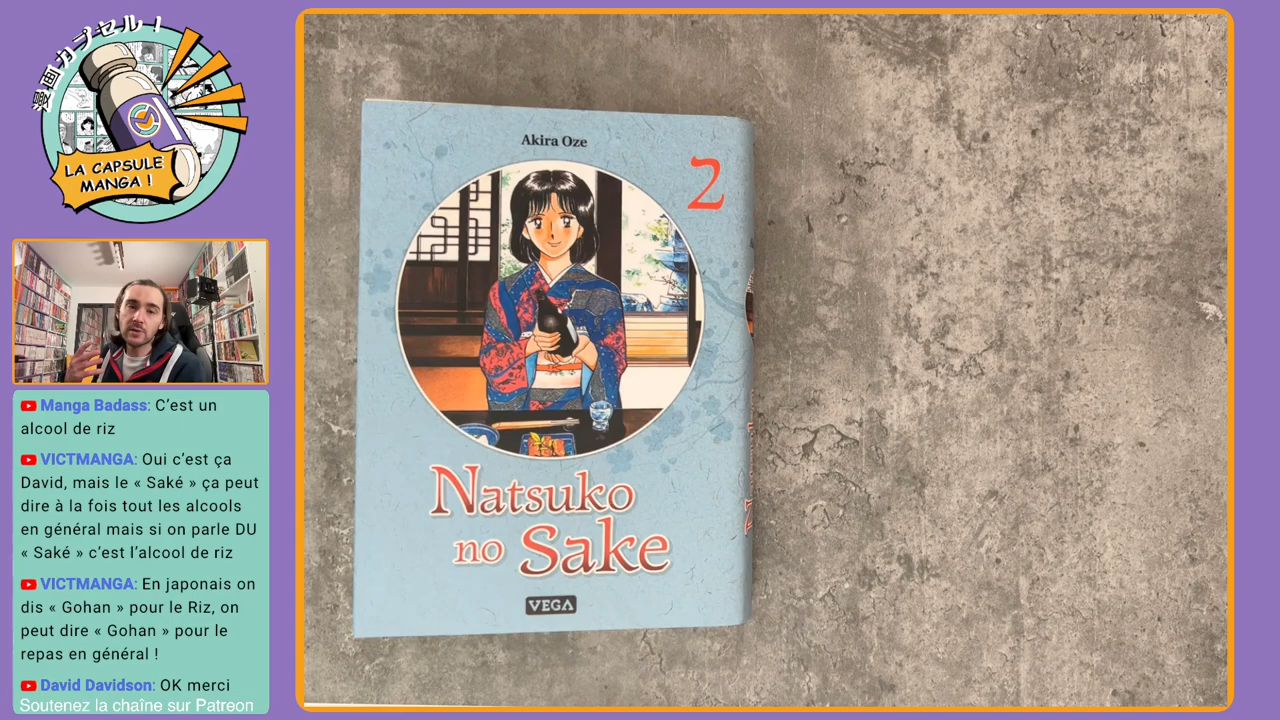 漫画カプセル！
LA CAPSULE
MANGA !
Manga Badass: C'est un
alcool de riz
VICTMANGA: Oui c'est ça
David, mais le « Saké » ça peut
dire à la fois tout les alcools
en général mais si on parle DU
« Saké » c'est l'alcool de riz
VICTMANGA: En japonais on
dis « Gohan » pour le Riz, on
peut dire « Gohan » pour le
repas en général !
David Davidson: OK merci
Soutenez la chaîne sur Patreon
Akira Oze
2
Natsuko
no Sake
VEGA